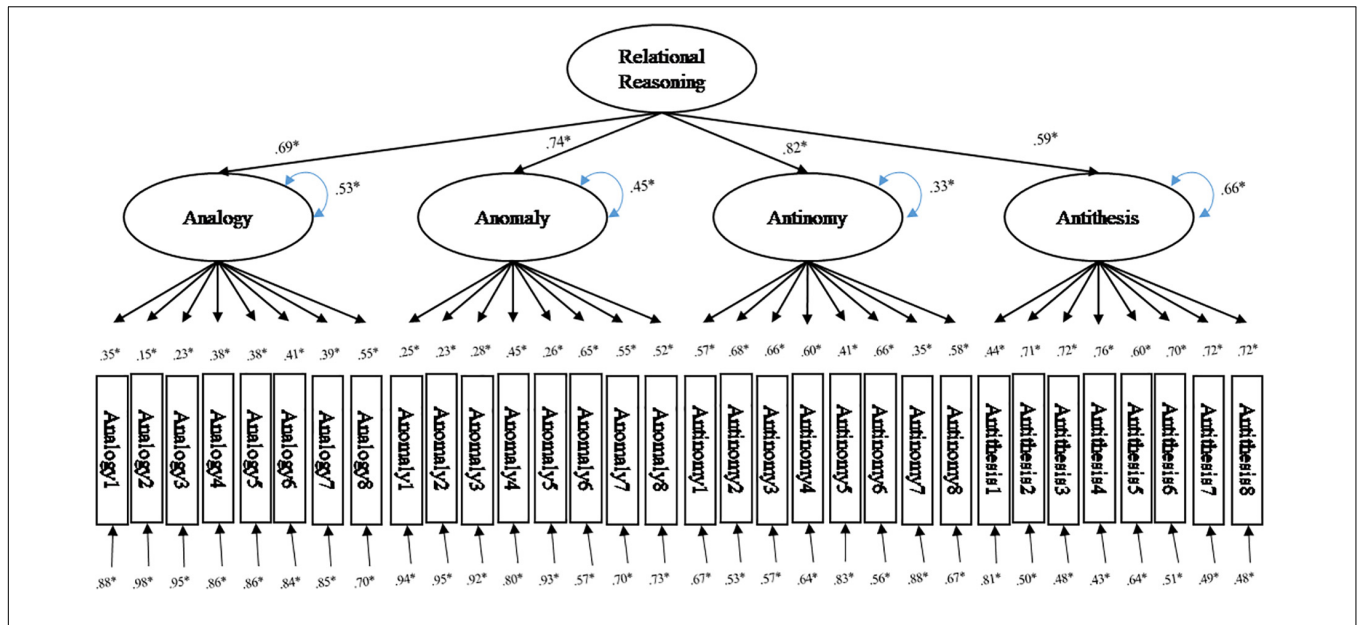 Relational
Reasoning
.69*
.74*
.82*
.59*
.53*
.45*
.33*
.66*
Analogy
Anomaly
Antinomy
Antithesis
.35* .15* .23* .38* .38* .41* .39* .55* .25* .23* .28* .45* .26* .65* .55* .52* .57* .68* .66* .60* .41* .66* .35* .58* .44* .71* .72* .76* .60* .70* .72* .72*
Analogy1
Analogy2
Analogy3
Analogy4
Analogy5
Analogy6
Analogy7
Analogy8
Anomaly1
Anomaly2
Anomaly3
Anomaly4
Anomaly5
Anomaly6
Anomaly7
Anomaly8
Antinomy1
Antinomy2
Antinomy3
Antinomy4
Antinomy5
Antinomy6
Antinomy7
Antinomy8
Antithesis1
Antithesis2
Antithesis3
Antithesis4
Antithesis5
Antithesis6
Antithesis7
Antithesis8
.88* .98* .95* .86* .86* .84* .85* .70* .94* .95* .92* .80* .93* .57* .70* .73* .67* .53* .57* .64* .83* .56* .88* .67* .81* .50* .48* .43* .64* .51* .49* .48*